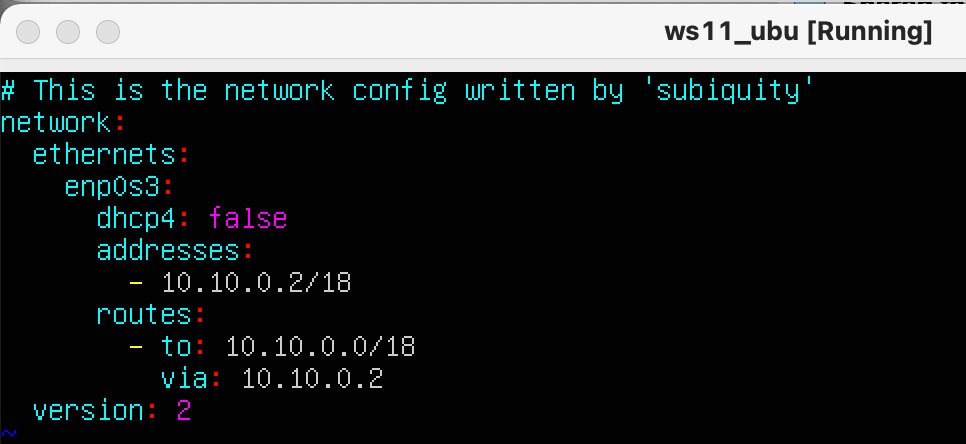 ws11_ubu [Running]
# This is the network config written by 'subiquity'
network:
  ethernets:
    enp0s3:
      dhcp4: false
      addresses:
        - 10.10.0.2/18
      routes:
        - to: 10.10.0.0/18
          via: 10.10.0.2
  version: 2
~